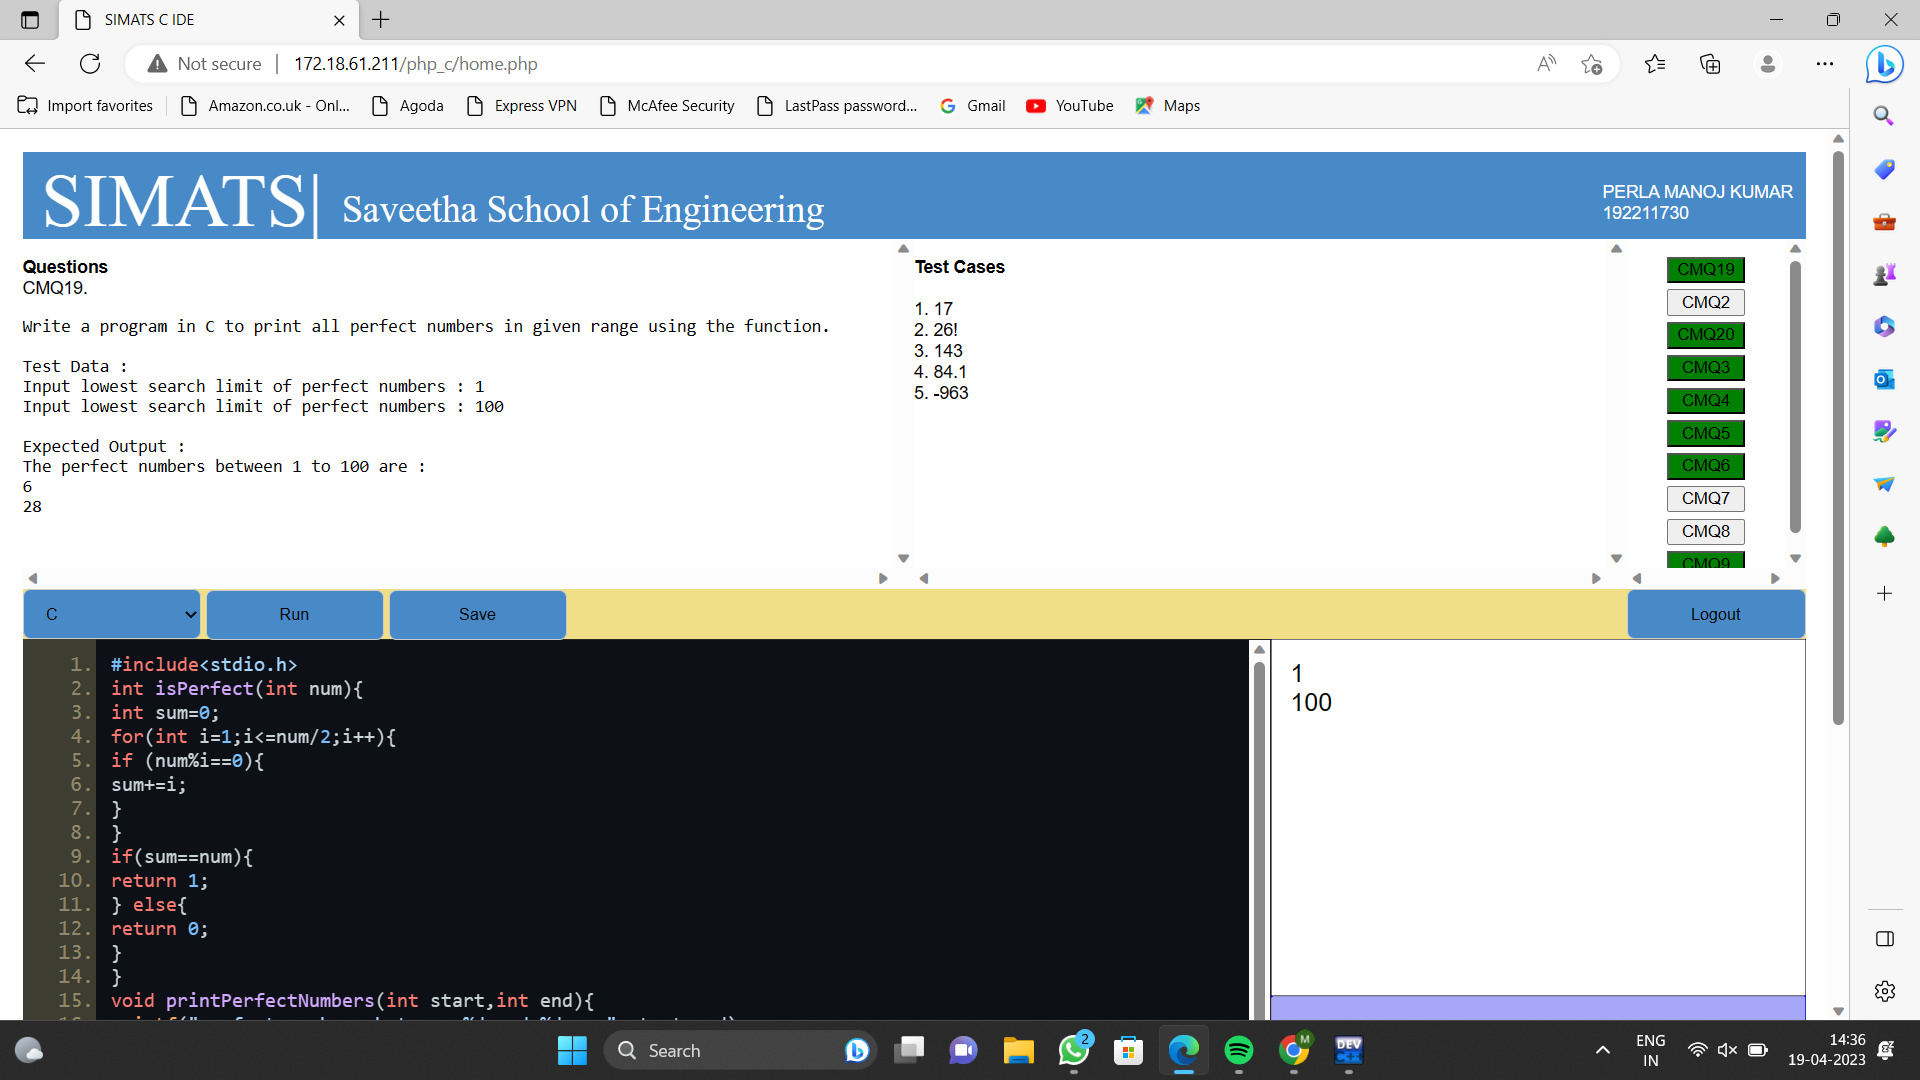 SIMATS C IDE
Not secure
172.18.61.211/php_c/home.php
Import favorites
Amazon.co.uk - Onl...
Agoda
Express VPN
McAfee Security
LastPass password...
Gmail
YouTube
Maps
SIMATS| Saveetha School of Engineering
PERLA MANOJ KUMAR
192211730
Questions
CMQ19.
Write a program in C to print all perfect numbers in given range using the function.
Test Data :
Input lowest search limit of perfect numbers : 1
Input lowest search limit of perfect numbers : 100
Expected Output :
The perfect numbers between 1 to 100 are :
6
28
Test Cases
1. 17
2. 26!
3. 143
4. 84.1
5. -963
CMQ19
CMQ2
CMQ20
CMQ3
CMQ4
CMQ5
CMQ6
CMQ7
CMQ8
CMQ9
C
Run
Save
Logout
1. #include<stdio.h>
2. int isPerfect(int num){
3. int sum=0;
4. for(int i=1;i<=num/2;i++){
5. if (num%i==0){
6. sum+=i;
7. }
8. }
9. if(sum==num){
10. return 1;
11. } else{
12. return 0;
13. }
14. }
15. void printPerfectNumbers(int start,int end){
1
100
Search
2
M
DEV
C++
ENG
IN
14:36
19-04-2023